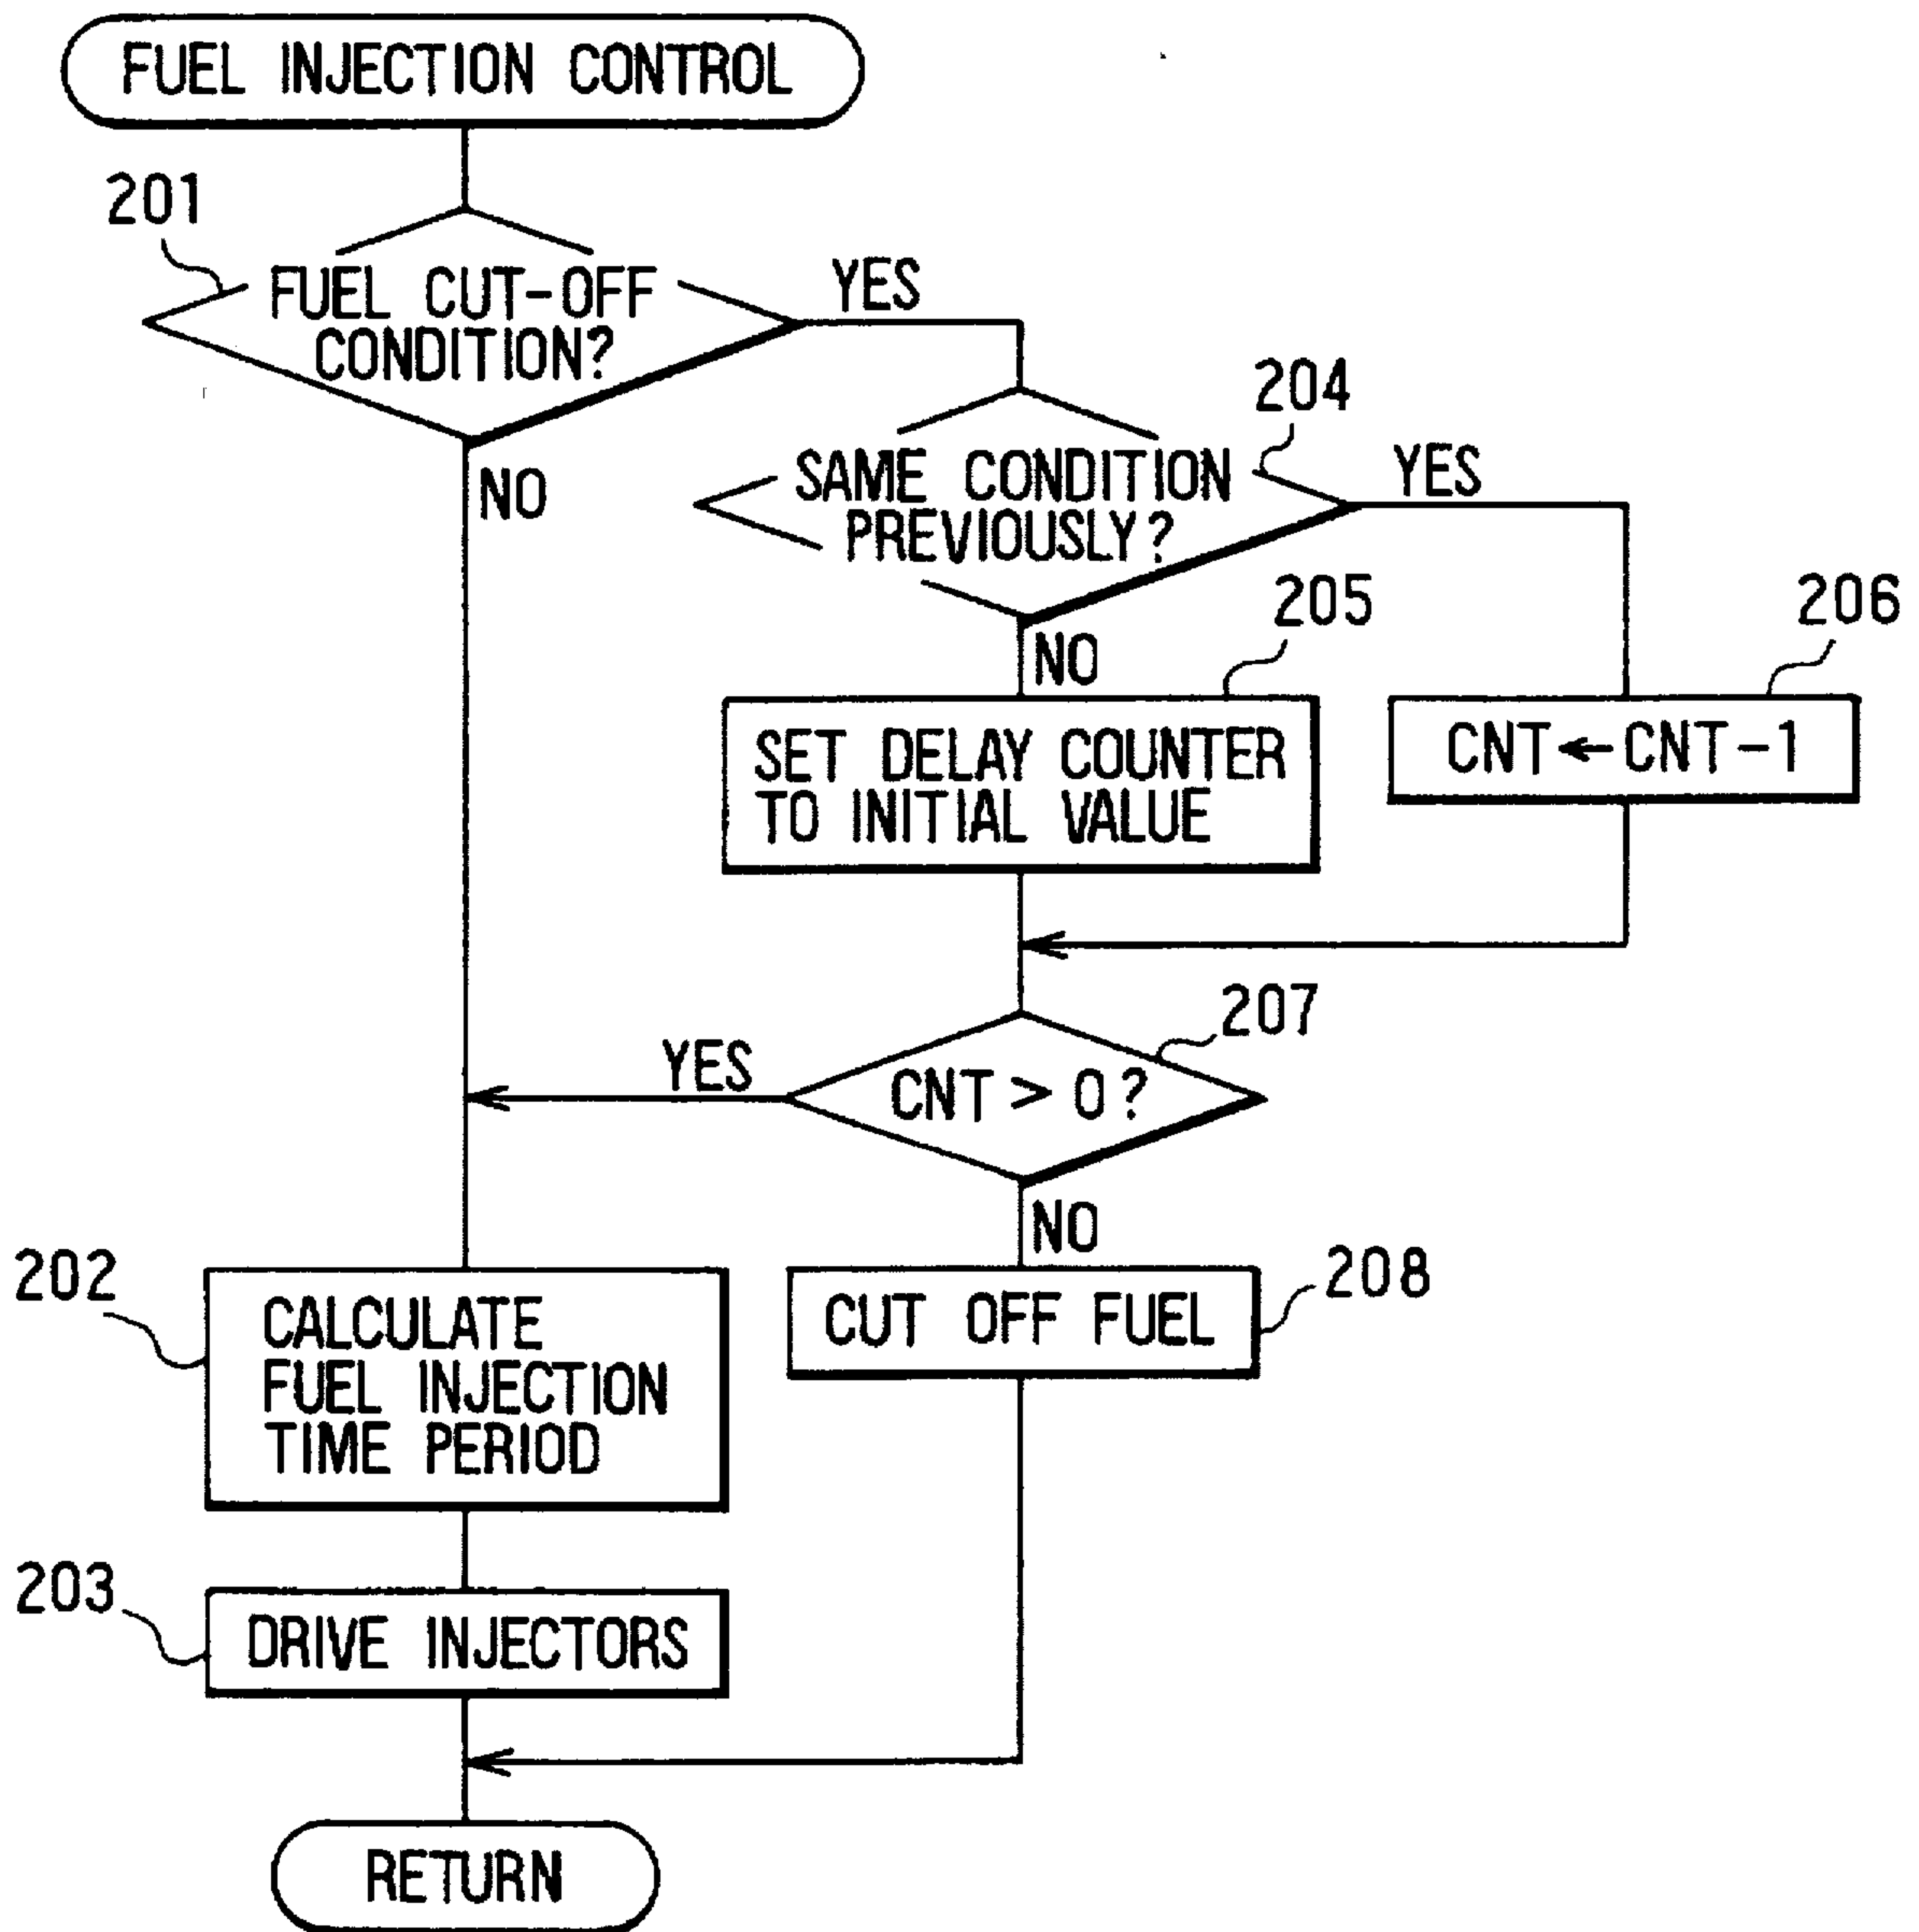 FUEL INJECTION CONTROL
201
FUEL CUT-OFF
CONDITION?
YES
NO
204
SAME CONDITION
PREVIOUSLY?
YES
NO
205
SET DELAY COUNTER
TO INITIAL VALUE
206
CNT←CNT-1
207
CNT > 0?
YES
NO
202
CALCULATE
FUEL INJECTION
TIME PERIOD
208
CUT OFF FUEL
203
DRIVE INJECTORS
RETURN